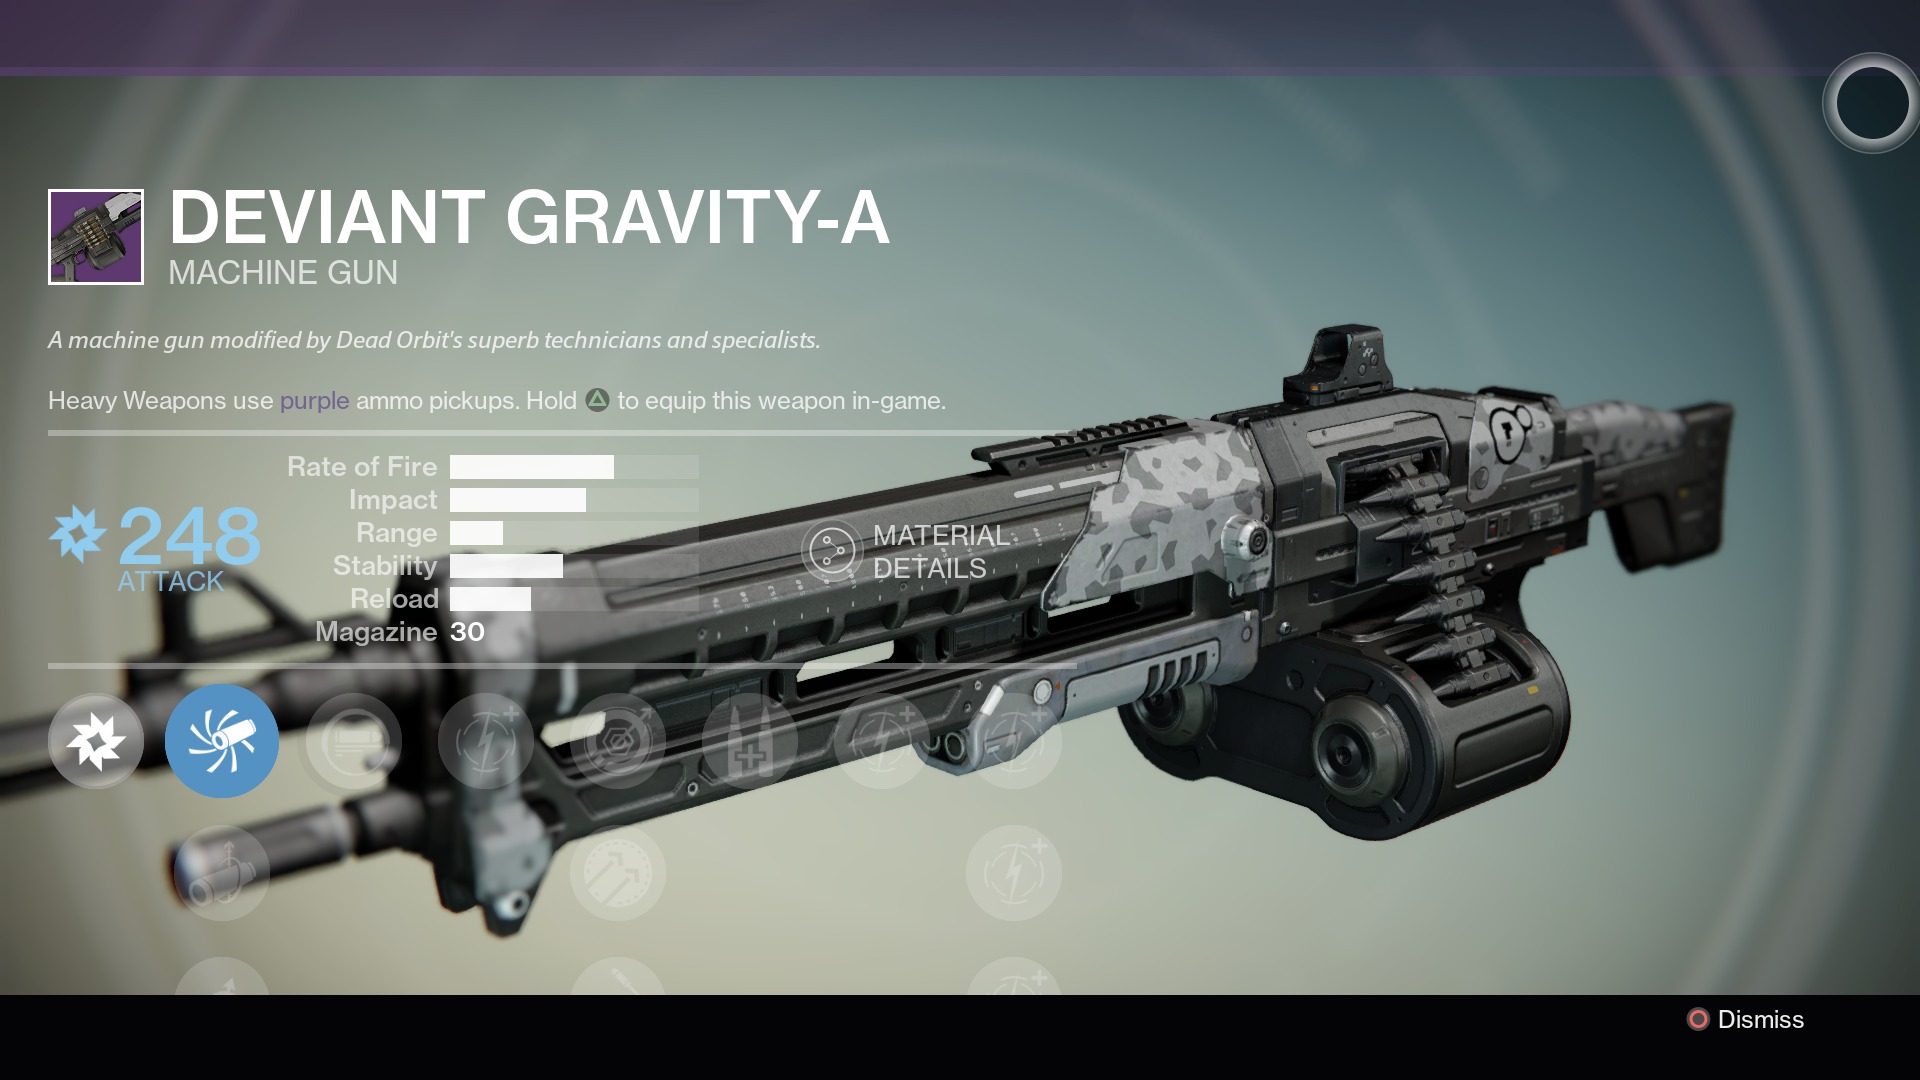 DEVIANT GRAVITY-A
MACHINE GUN
A machine gun modified by Dead Orbit's superb technicians and specialists.
Heavy Weapons use purple ammo pickups. Hold to equip this weapon in-game.
248
ATTACK
Rate of Fire
Impact
Range
Stability
Reload
Magazine 30
MATERIAL
DETAILS
Dismiss